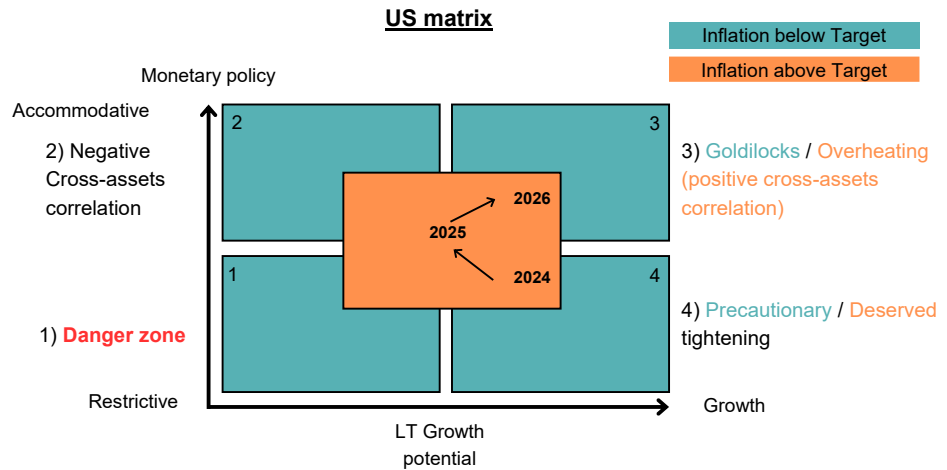 US matrix
Inflation below Target
Inflation above Target
Monetary policy
Accommodative
2) Negative
Cross-assets
correlation
2
3
3) Goldilocks / Overheating
(positive cross-assets
correlation)
2026
2025
2024
1
4
1) Danger zone
4) Precautionary / Deserved
tightening
Restrictive
Growth
LT Growth
potential